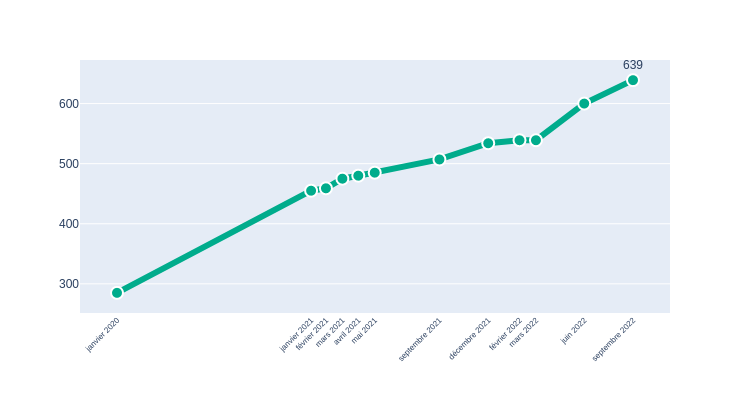 639
600
500
400
300
janvier 2020
janvier 2021
février 2021
mars 2021
avril 2021
mai 2021
septembre 2021
décembre 2021
février 2022
mars 2022
juin 2022
septembre 2022